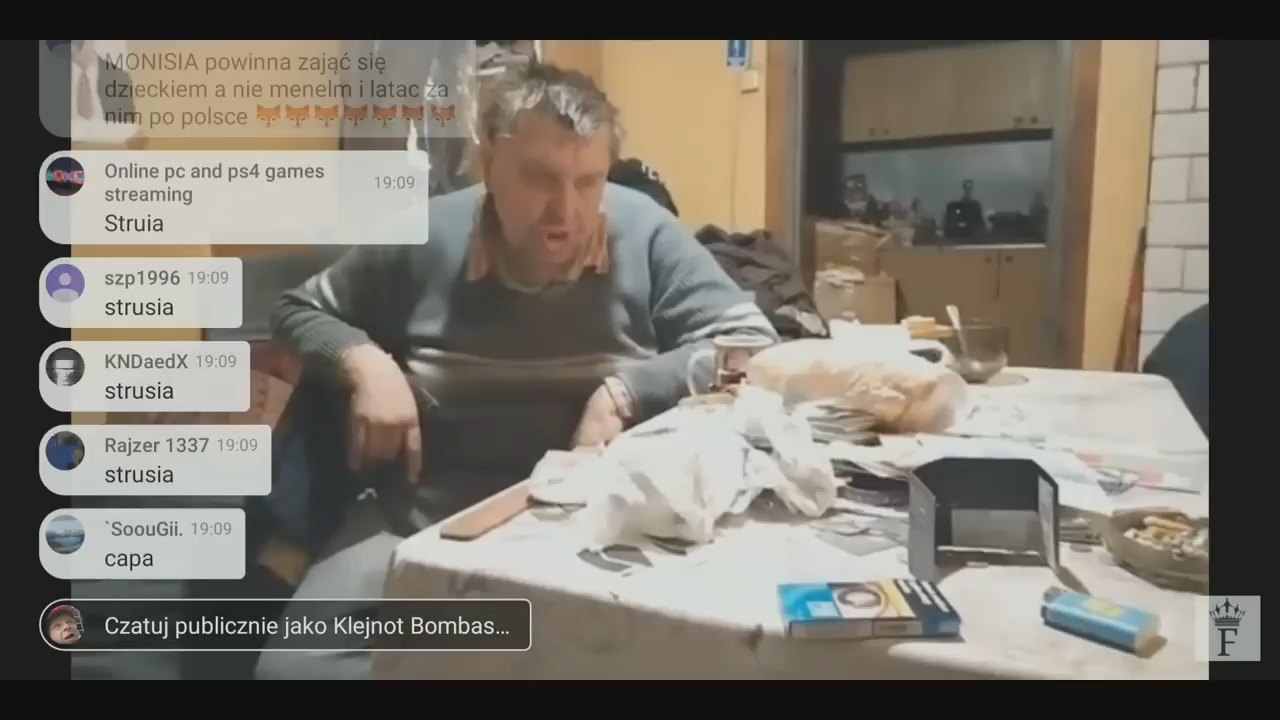 MONISIA powinna zająć się
dzieckiem a nie menelm i latac za
nim po polsce 🦊🦊🦊🦊🦊🦊🦊
Online pc and ps4 games
streaming
19:09
Struia
szp1996 19:09
strusia
KNDaedX 19:09
strusia
Rajzer 1337 19:09
strusia
`SoouGii. 19:09
capa
Czatuj publicznie jako Klejnot Bombas...
F